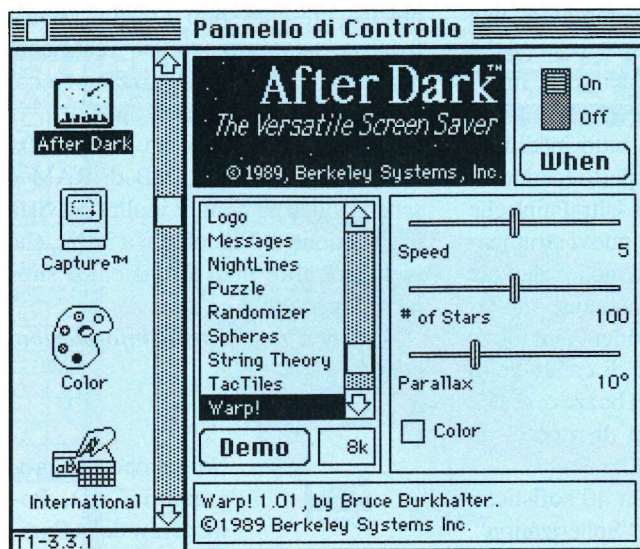 Pannello di Controllo
After Dark™
The Versatile Screen Saver
©1989, Berkeley Systems, Inc.
On
Off
When
After Dark
Capture™
Color
International
T1-3.3.1
Logo
Messages
NightLines
Puzzle
Randomizer
Spheres
String Theory
TacTiles
Warp!
Demo
8k
Speed 5
# of Stars 100
Parallax 10°
Color
Warp! 1.01, by Bruce Burkhalter.
©1989 Berkeley Systems Inc.